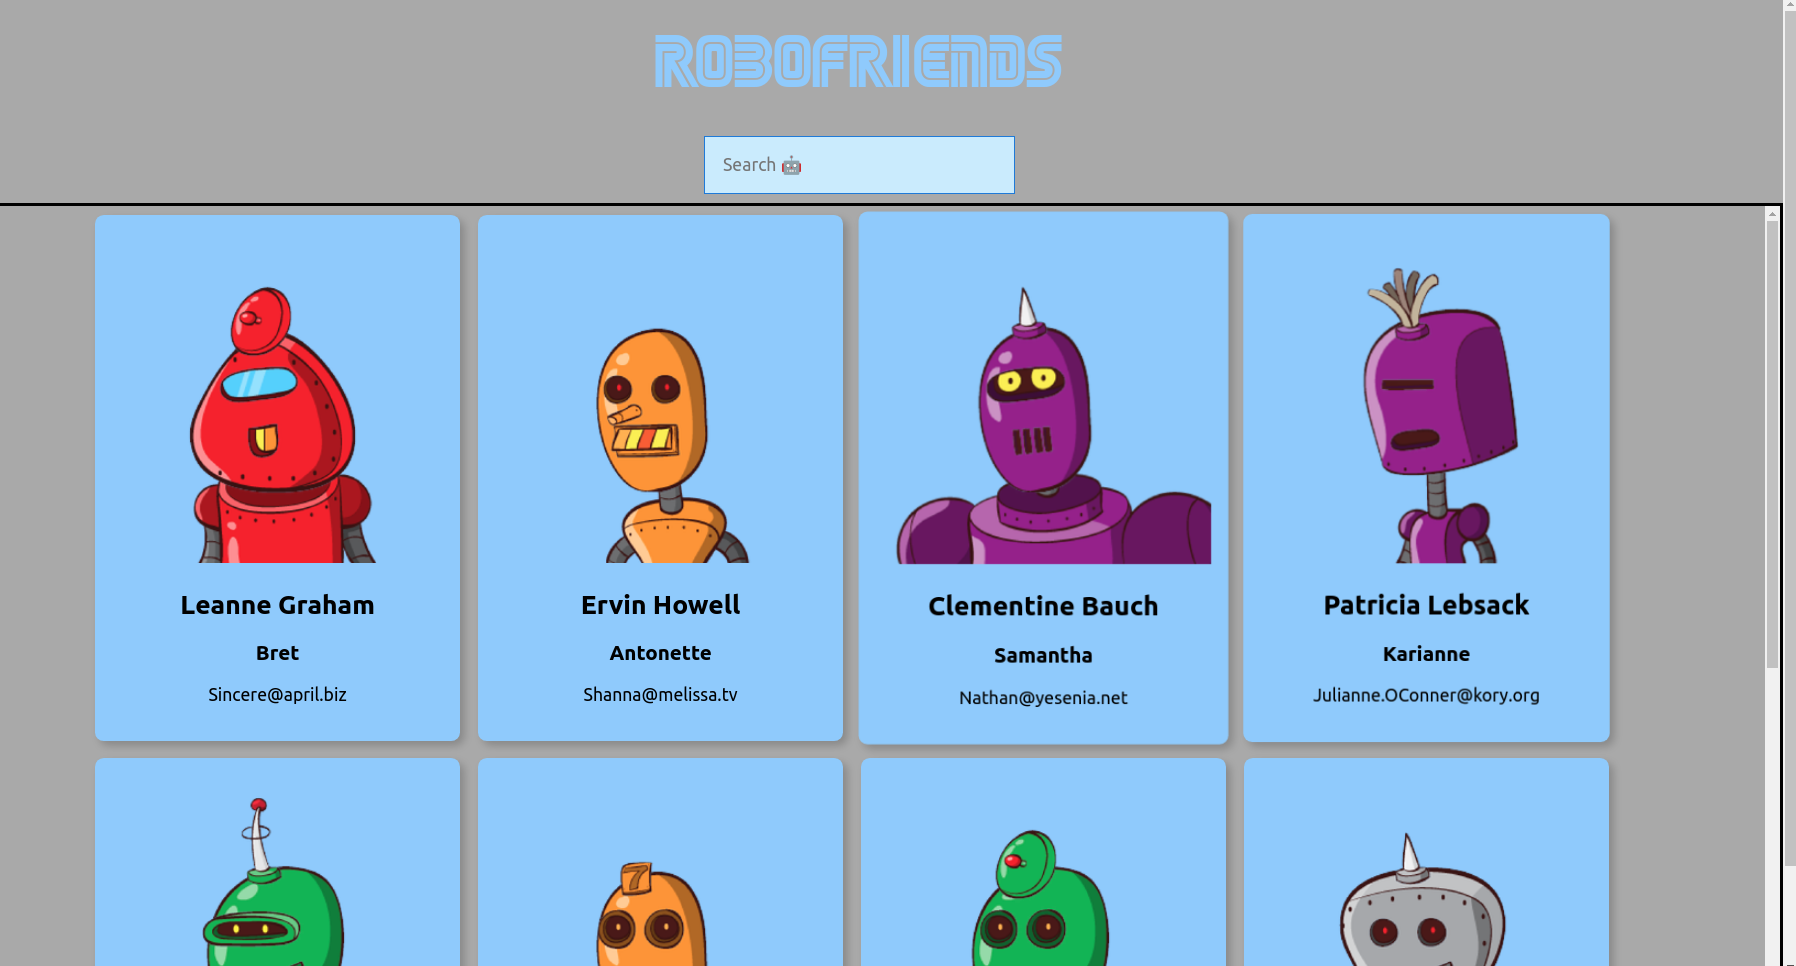 ROBOFRIENDS
Search 🤖
Leanne Graham
Bret
Sincere@april.biz
Ervin Howell
Antonette
Shanna@melissa.tv
Clementine Bauch
Samantha
Nathan@yesenia.net
Patricia Lebsack
Karianne
Julianne.OConner@kory.org
7